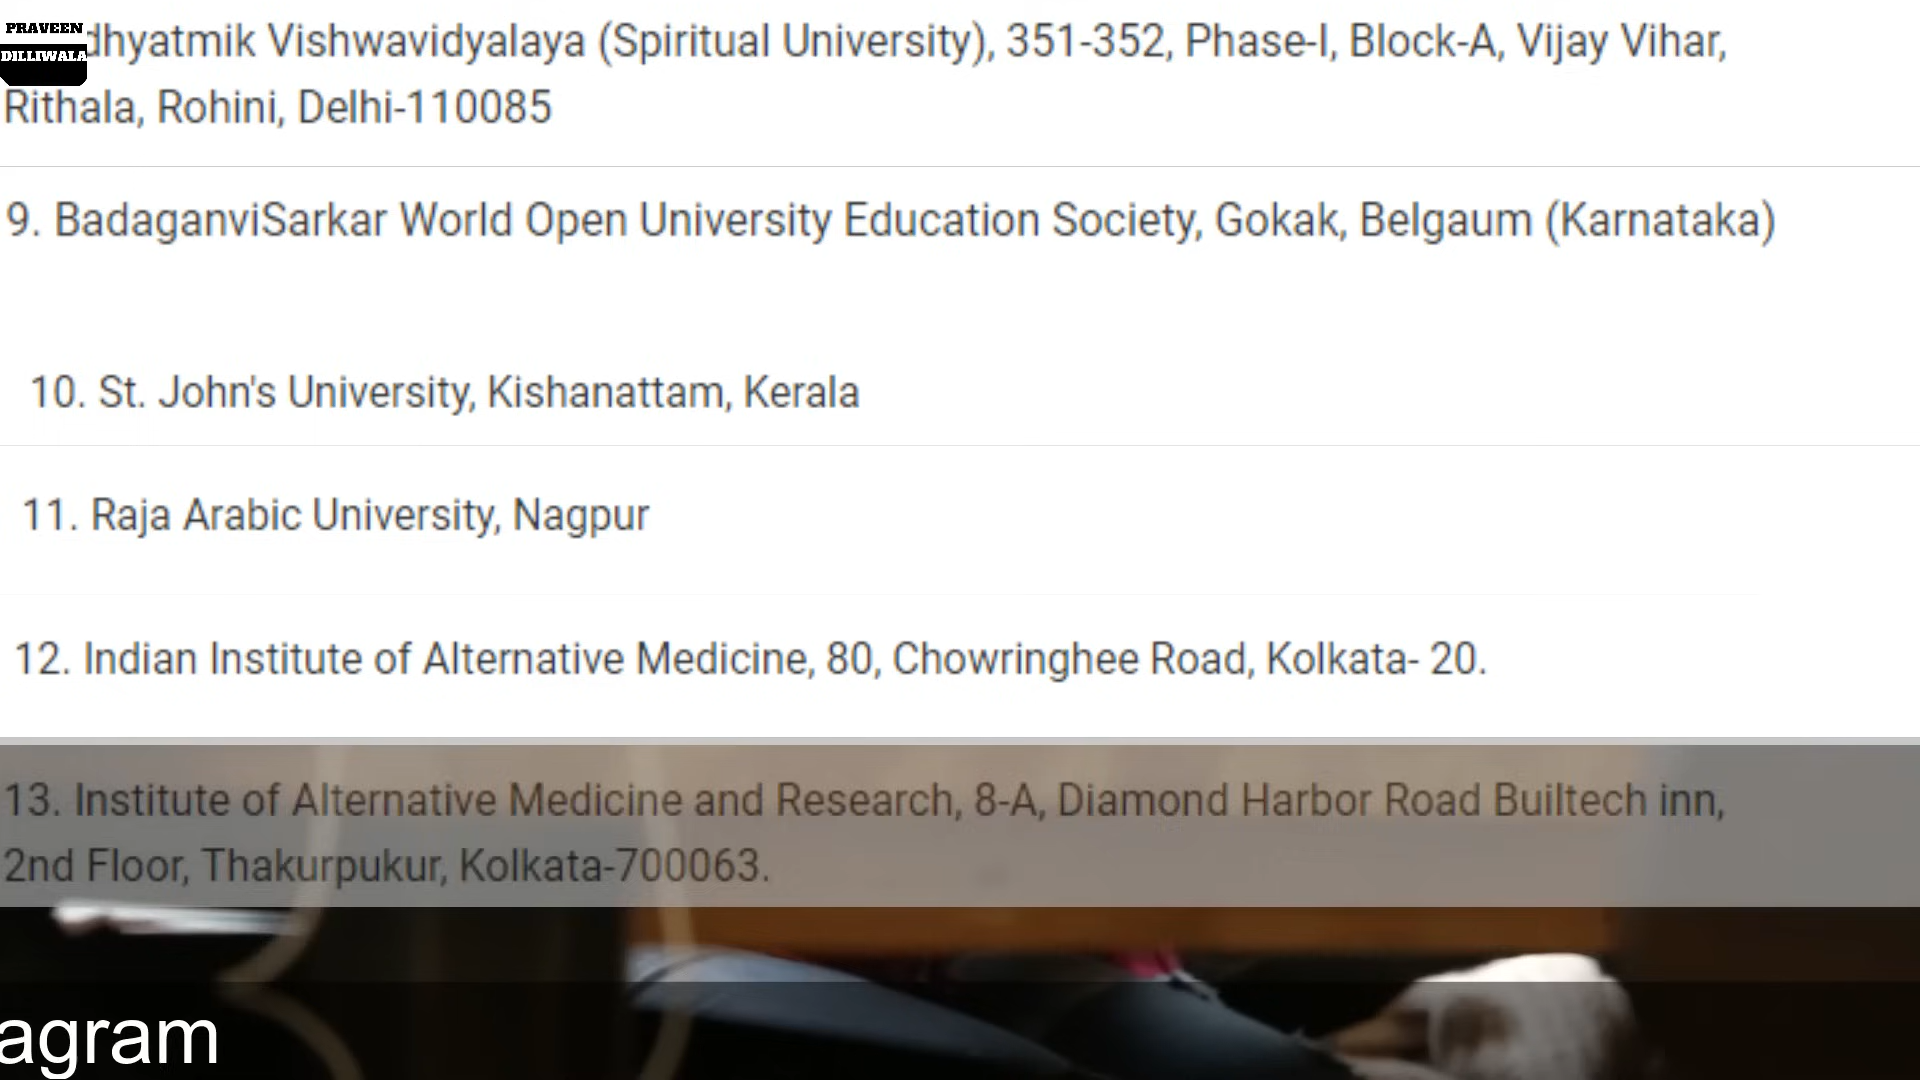 PRAVEEN
DILLIWALA
dhyatmik Vishwavidyalaya (Spiritual University), 351-352, Phase-I, Block-A, Vijay Vihar,
Rithala, Rohini, Delhi-110085
9. BadaganviSarkar World Open University Education Society, Gokak, Belgaum (Karnataka)
10. St. John's University, Kishanattam, Kerala
11. Raja Arabic University, Nagpur
12. Indian Institute of Alternative Medicine, 80, Chowringhee Road, Kolkata- 20.
13. Institute of Alternative Medicine and Research, 8-A, Diamond Harbor Road Builtech inn,
2nd Floor, Thakurpukur, Kolkata-700063.
agram